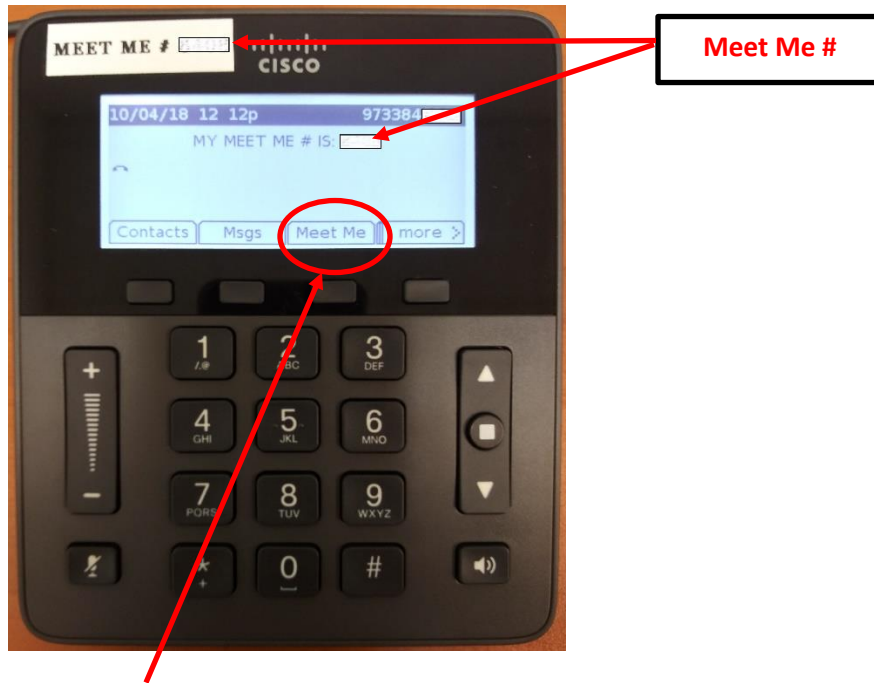 MEET ME #
CISCO
Meet Me #
10/04/18 12 12p 973384
MY MEET ME # IS:
Contacts Msgs Meet Me more >
1 2 3
/.@ ABC DEF
+
4 5 6
GHI JKL MNO
-
7 8 9
PQRS TUV WXYZ
* 0 #
+